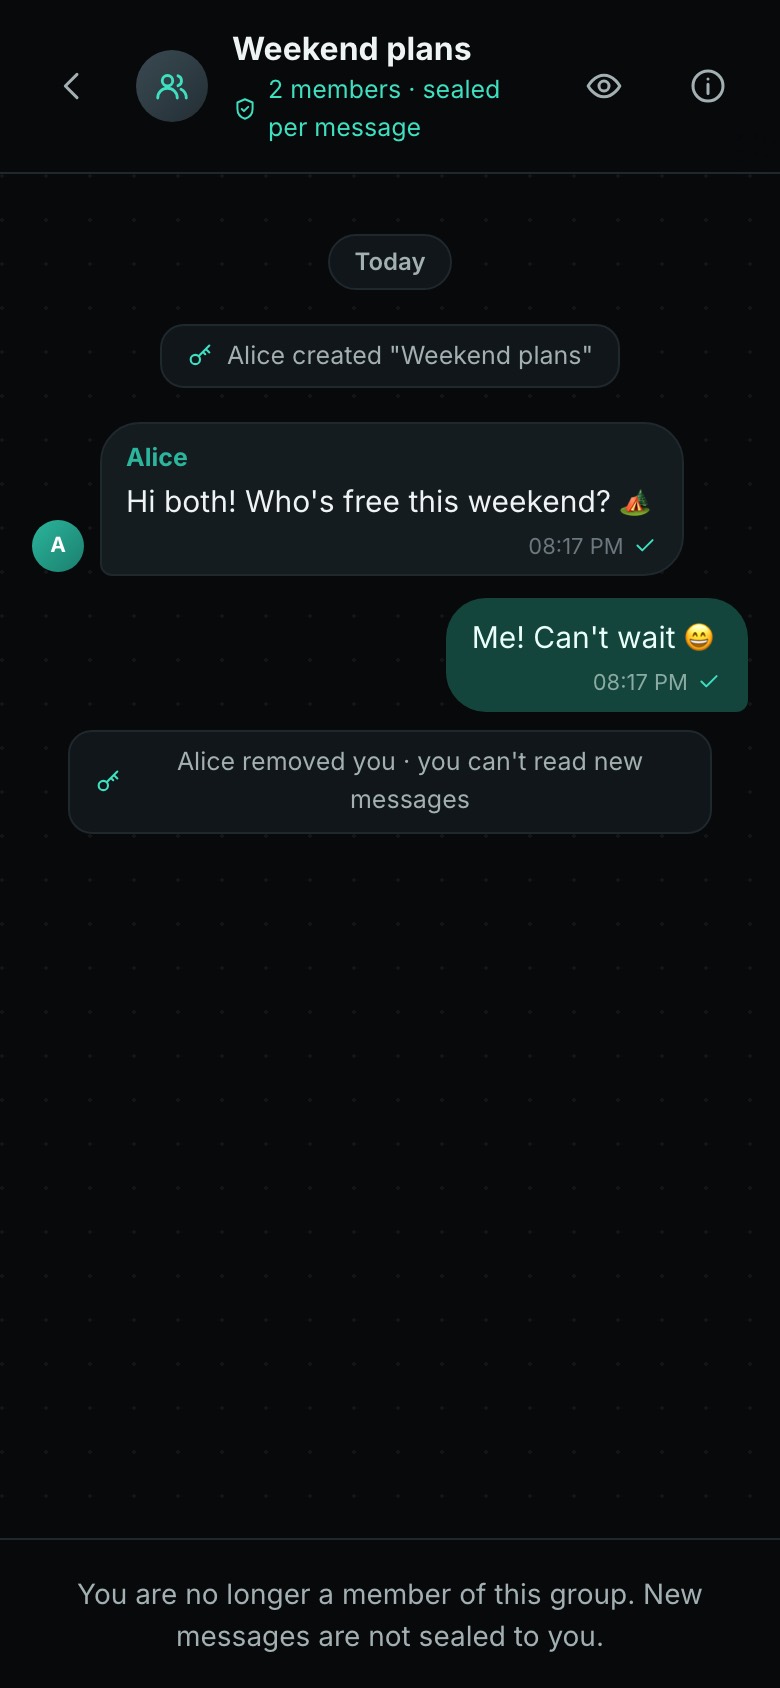 Weekend plans
2 members · sealed
per message
Today
Alice created "Weekend plans"
Alice
Hi both! Who's free this weekend? 🏕️
A
08:17 PM
Me! Can't wait 😄
08:17 PM
Alice removed you · you can't read new
messages
You are no longer a member of this group. New
messages are not sealed to you.